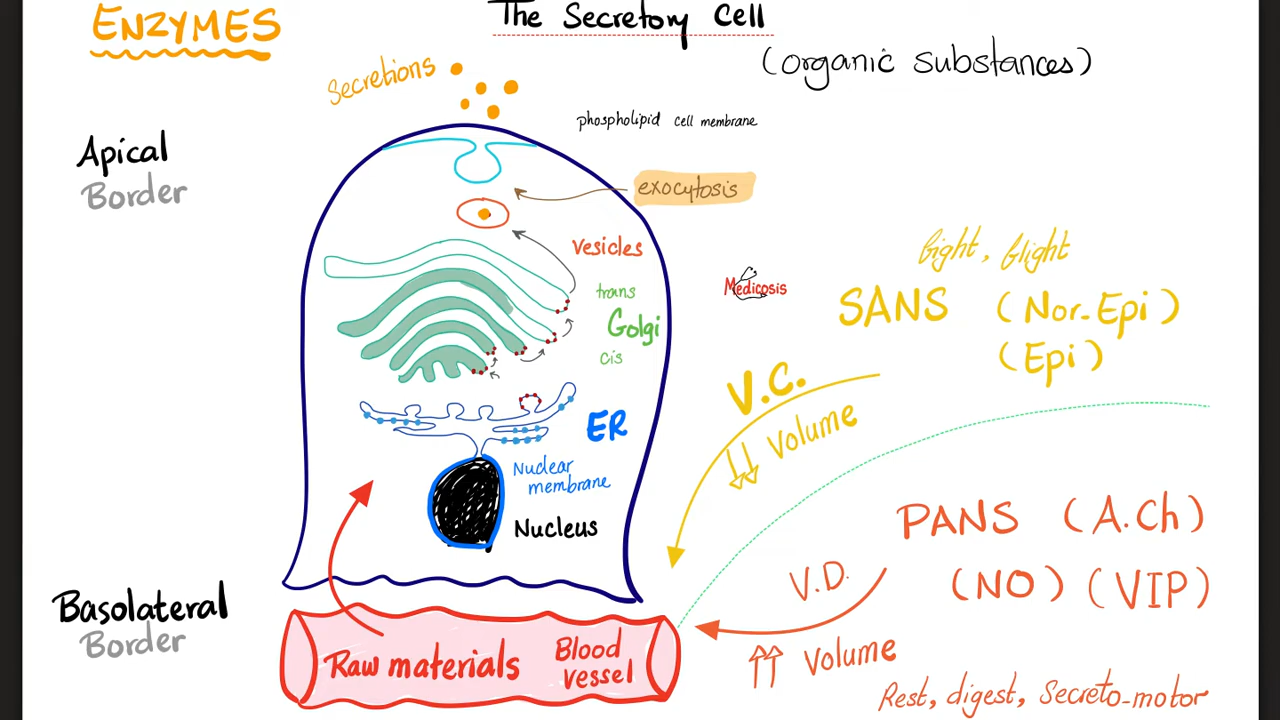 ENZYMES
The Secretory Cell
(organic substances)
Secretions
phospholipid cell membrane
Apical
Border
exocytosis
Vesicles
Medicosis
trans
Golgi
cis
Fight, flight
SANS (Nor-Epi)
(Epi)
V.C.
↓↓ Volume
ER
Nuclear
membrane
Nucleus
PANS (A.Ch)
V.D.
(NO) (VIP)
↑↑ Volume
Rest, digest, Secreto-motor
Basolateral
Border
Raw materials
Blood
vessel